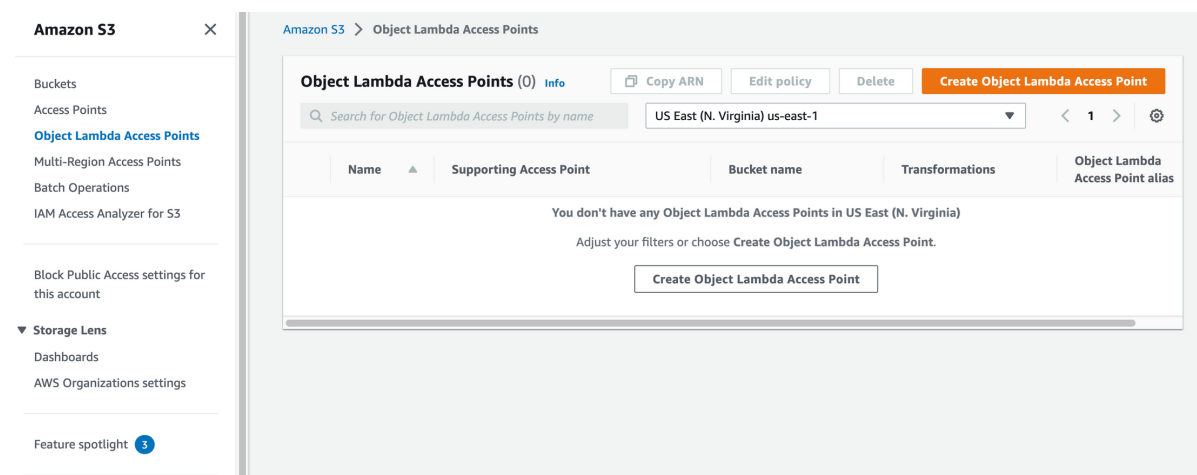 Amazon S3
Buckets
Access Points
Object Lambda Access Points
Multi-Region Access Points
Batch Operations
IAM Access Analyzer for S3
Block Public Access settings for
this account
Storage Lens
Dashboards
AWS Organizations settings
Feature spotlight 3
Amazon S3 > Object Lambda Access Points
Object Lambda Access Points (0) Info Copy ARN Edit policy Delete Create Object Lambda Access Point
Search for Object Lambda Access Points by name US East (N. Virginia) us-east-1 < 1 >
Name Supporting Access Point Bucket name Transformations Object Lambda
Access Point alias
You don't have any Object Lambda Access Points in US East (N. Virginia)
Adjust your filters or choose Create Object Lambda Access Point.
Create Object Lambda Access Point